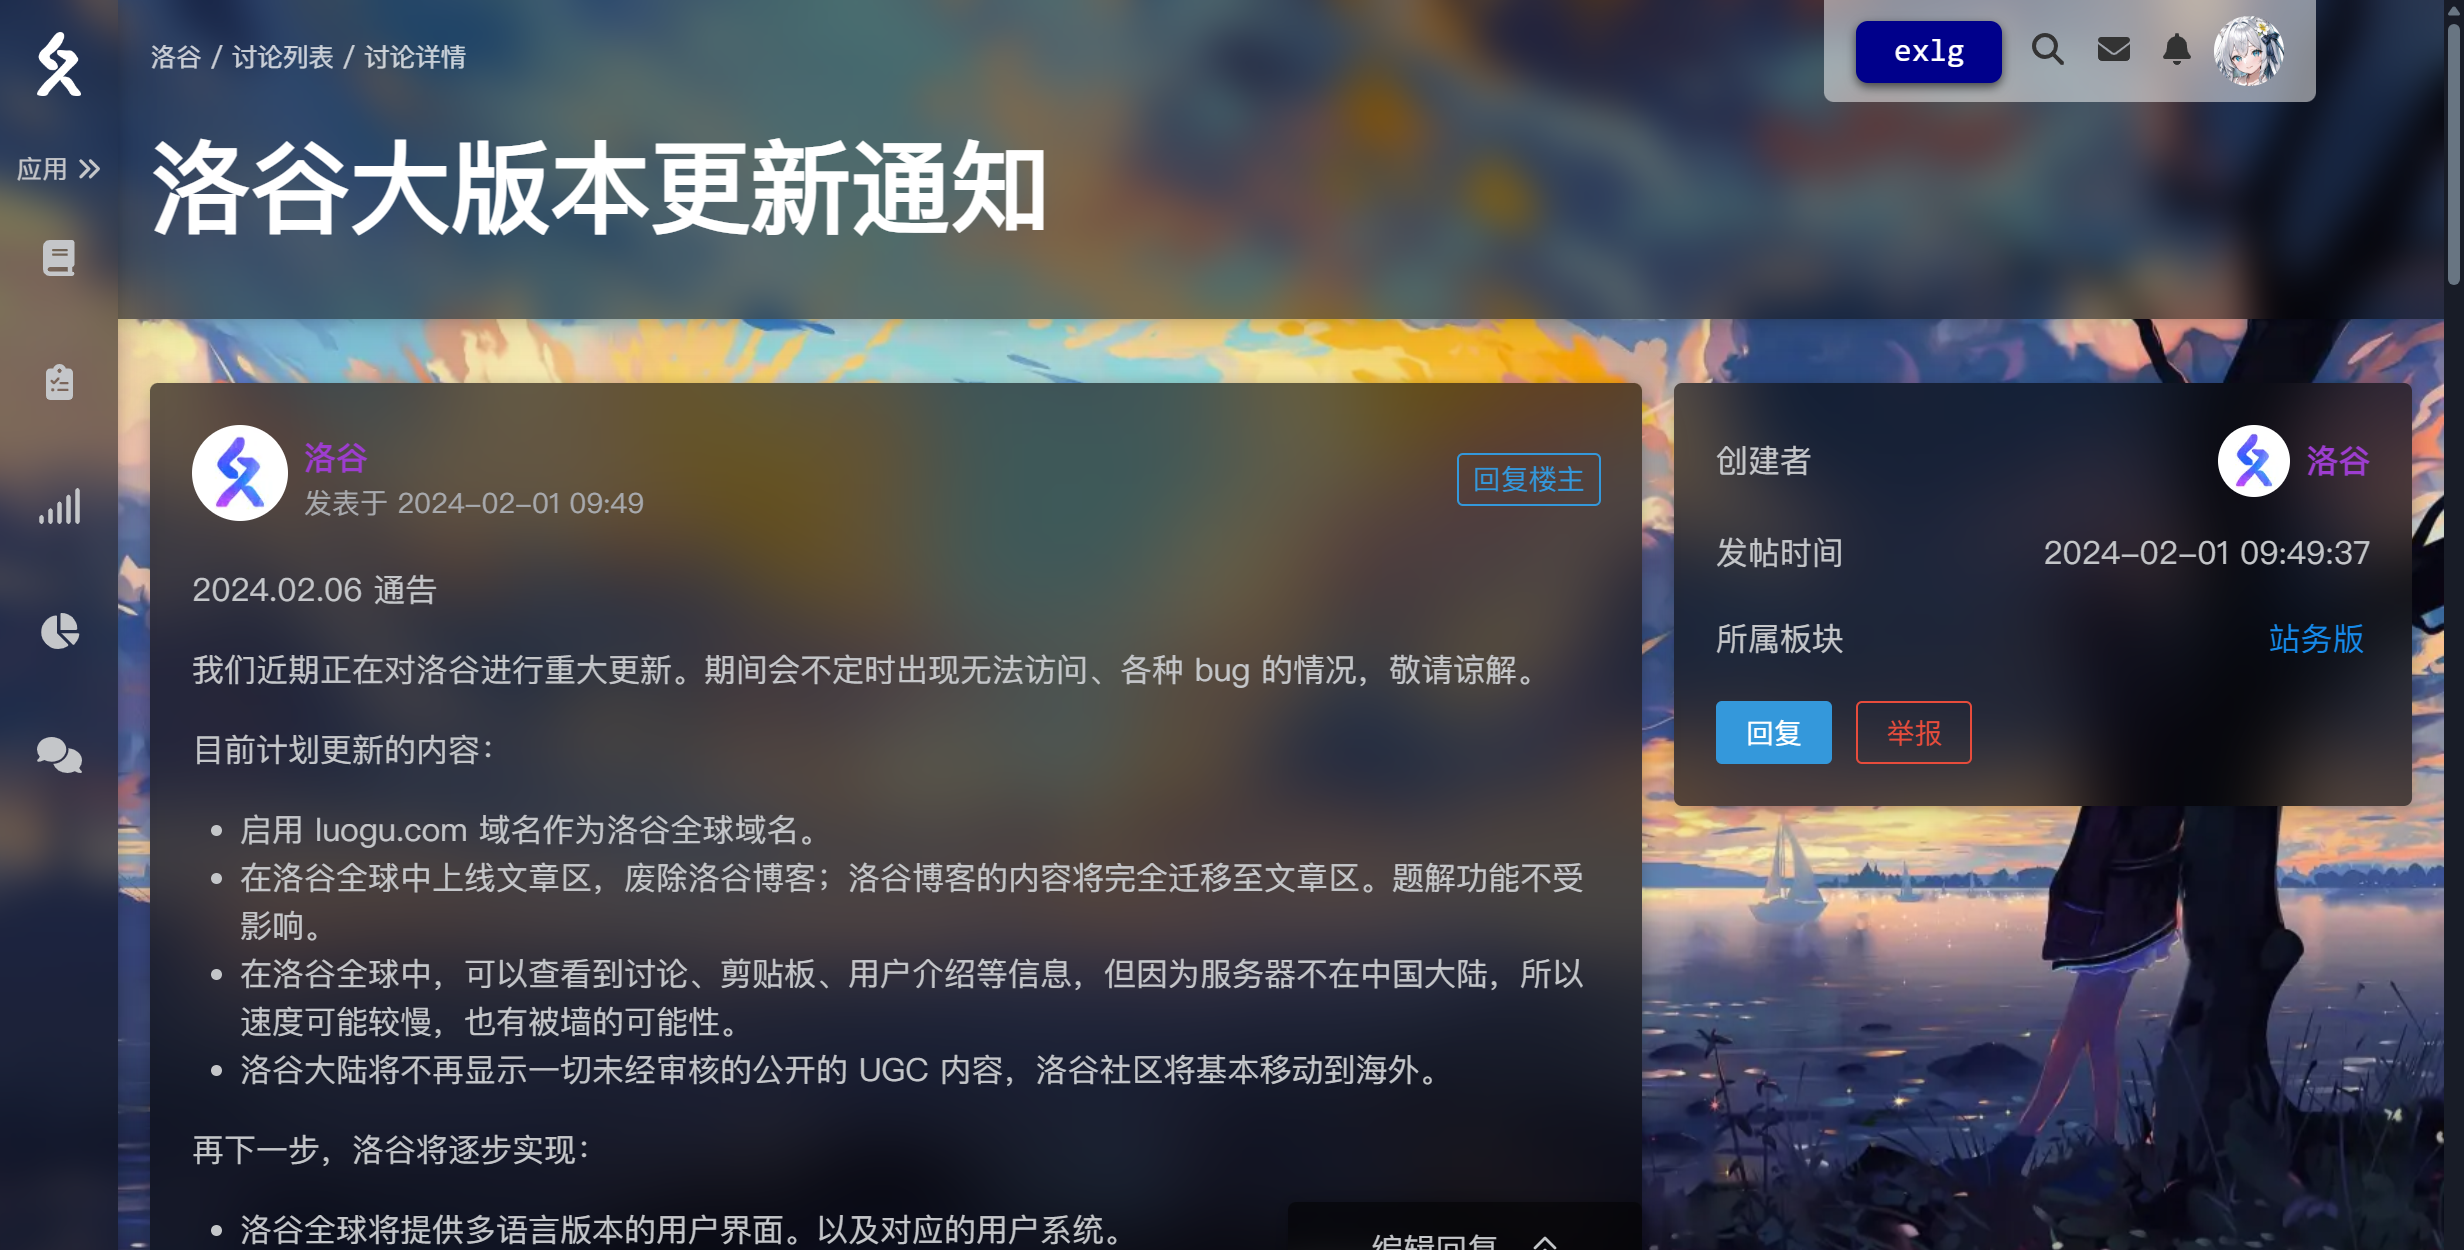 洛谷 / 讨论列表 / 讨论详情
exlg
应用
洛谷大版本更新通知
洛谷
发表于 2024-02-01 09:49
回复楼主
2024.02.06 通告
我们近期正在对洛谷进行重大更新。期间会不定时出现无法访问、各种 bug 的情况，敬请谅解。
目前计划更新的内容：
启用 luogu.com 域名作为洛谷全球域名。
在洛谷全球中上线文章区，废除洛谷博客；洛谷博客的内容将完全迁移至文章区。题解功能不受
影响。
在洛谷全球中，可以查看到讨论、剪贴板、用户介绍等信息，但因为服务器不在中国大陆，所以
速度可能较慢，也有被墙的可能性。
洛谷大陆将不再显示一切未经审核的公开的 UGC 内容，洛谷社区将基本移动到海外。
再下一步，洛谷将逐步实现：
洛谷全球将提供多语言版本的用户界面。以及对应的用户系统。
编辑回复
创建者
洛谷
发帖时间
2024-02-01 09:49:37
所属板块
站务版
回复
举报